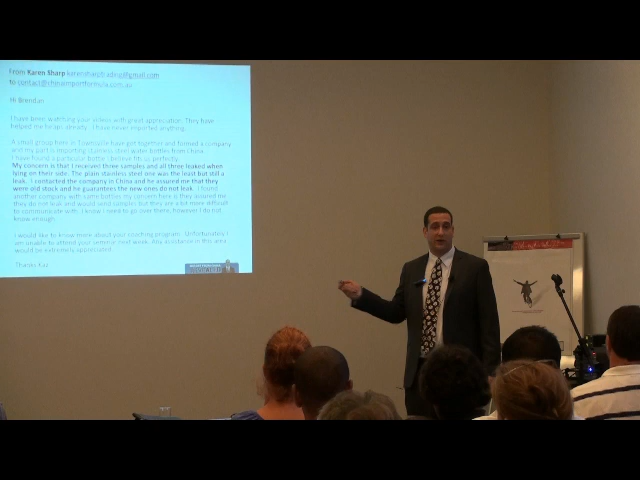 From Karen Sharp karensharptrading@gmail.com
to contact@chinaimportformula.com.au
Hi Brendan
I have been watching your videos with great appreciation. They have
helped me heaps already. I have never imported anything.
A small group here in Townsville have got together and formed a company
and my part is importing stainless steel water bottles from China.
I have found a particular bottle I believe fits us perfectly.
My concern is that I received three samples and all three leaked when
lying on their side. The plain stainless steel one was the least but still a
leak. I contacted the company in China and he assured me that they
were old stock and he guarantees the new ones do not leak. I found
another company with same bottles my concern here is they assured me
they do not leak and would send samples but they are a lot more difficult
to communicate with. I know I need to go over there, however I do not
know enough.
I would like to know more about your coaching program. Unfortunately I
am unable to attend your seminar next week. Any assistance in this area
would be extremely appreciated.
Thanks Kaz